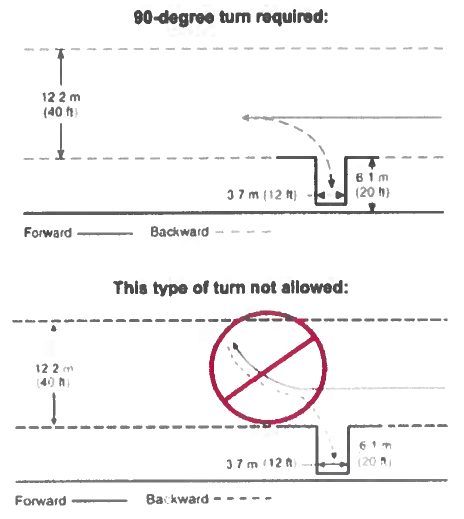 90-degree turn required:
12.2 m
(40 ft)
6.1 m
3.7 m (12 ft)
(20 ft)
Forward
Backward
This type of turn not allowed:
12.2 m
(40 ft)
6.1 m
3.7 m (12 ft)
(20 ft)
Forward
Backward